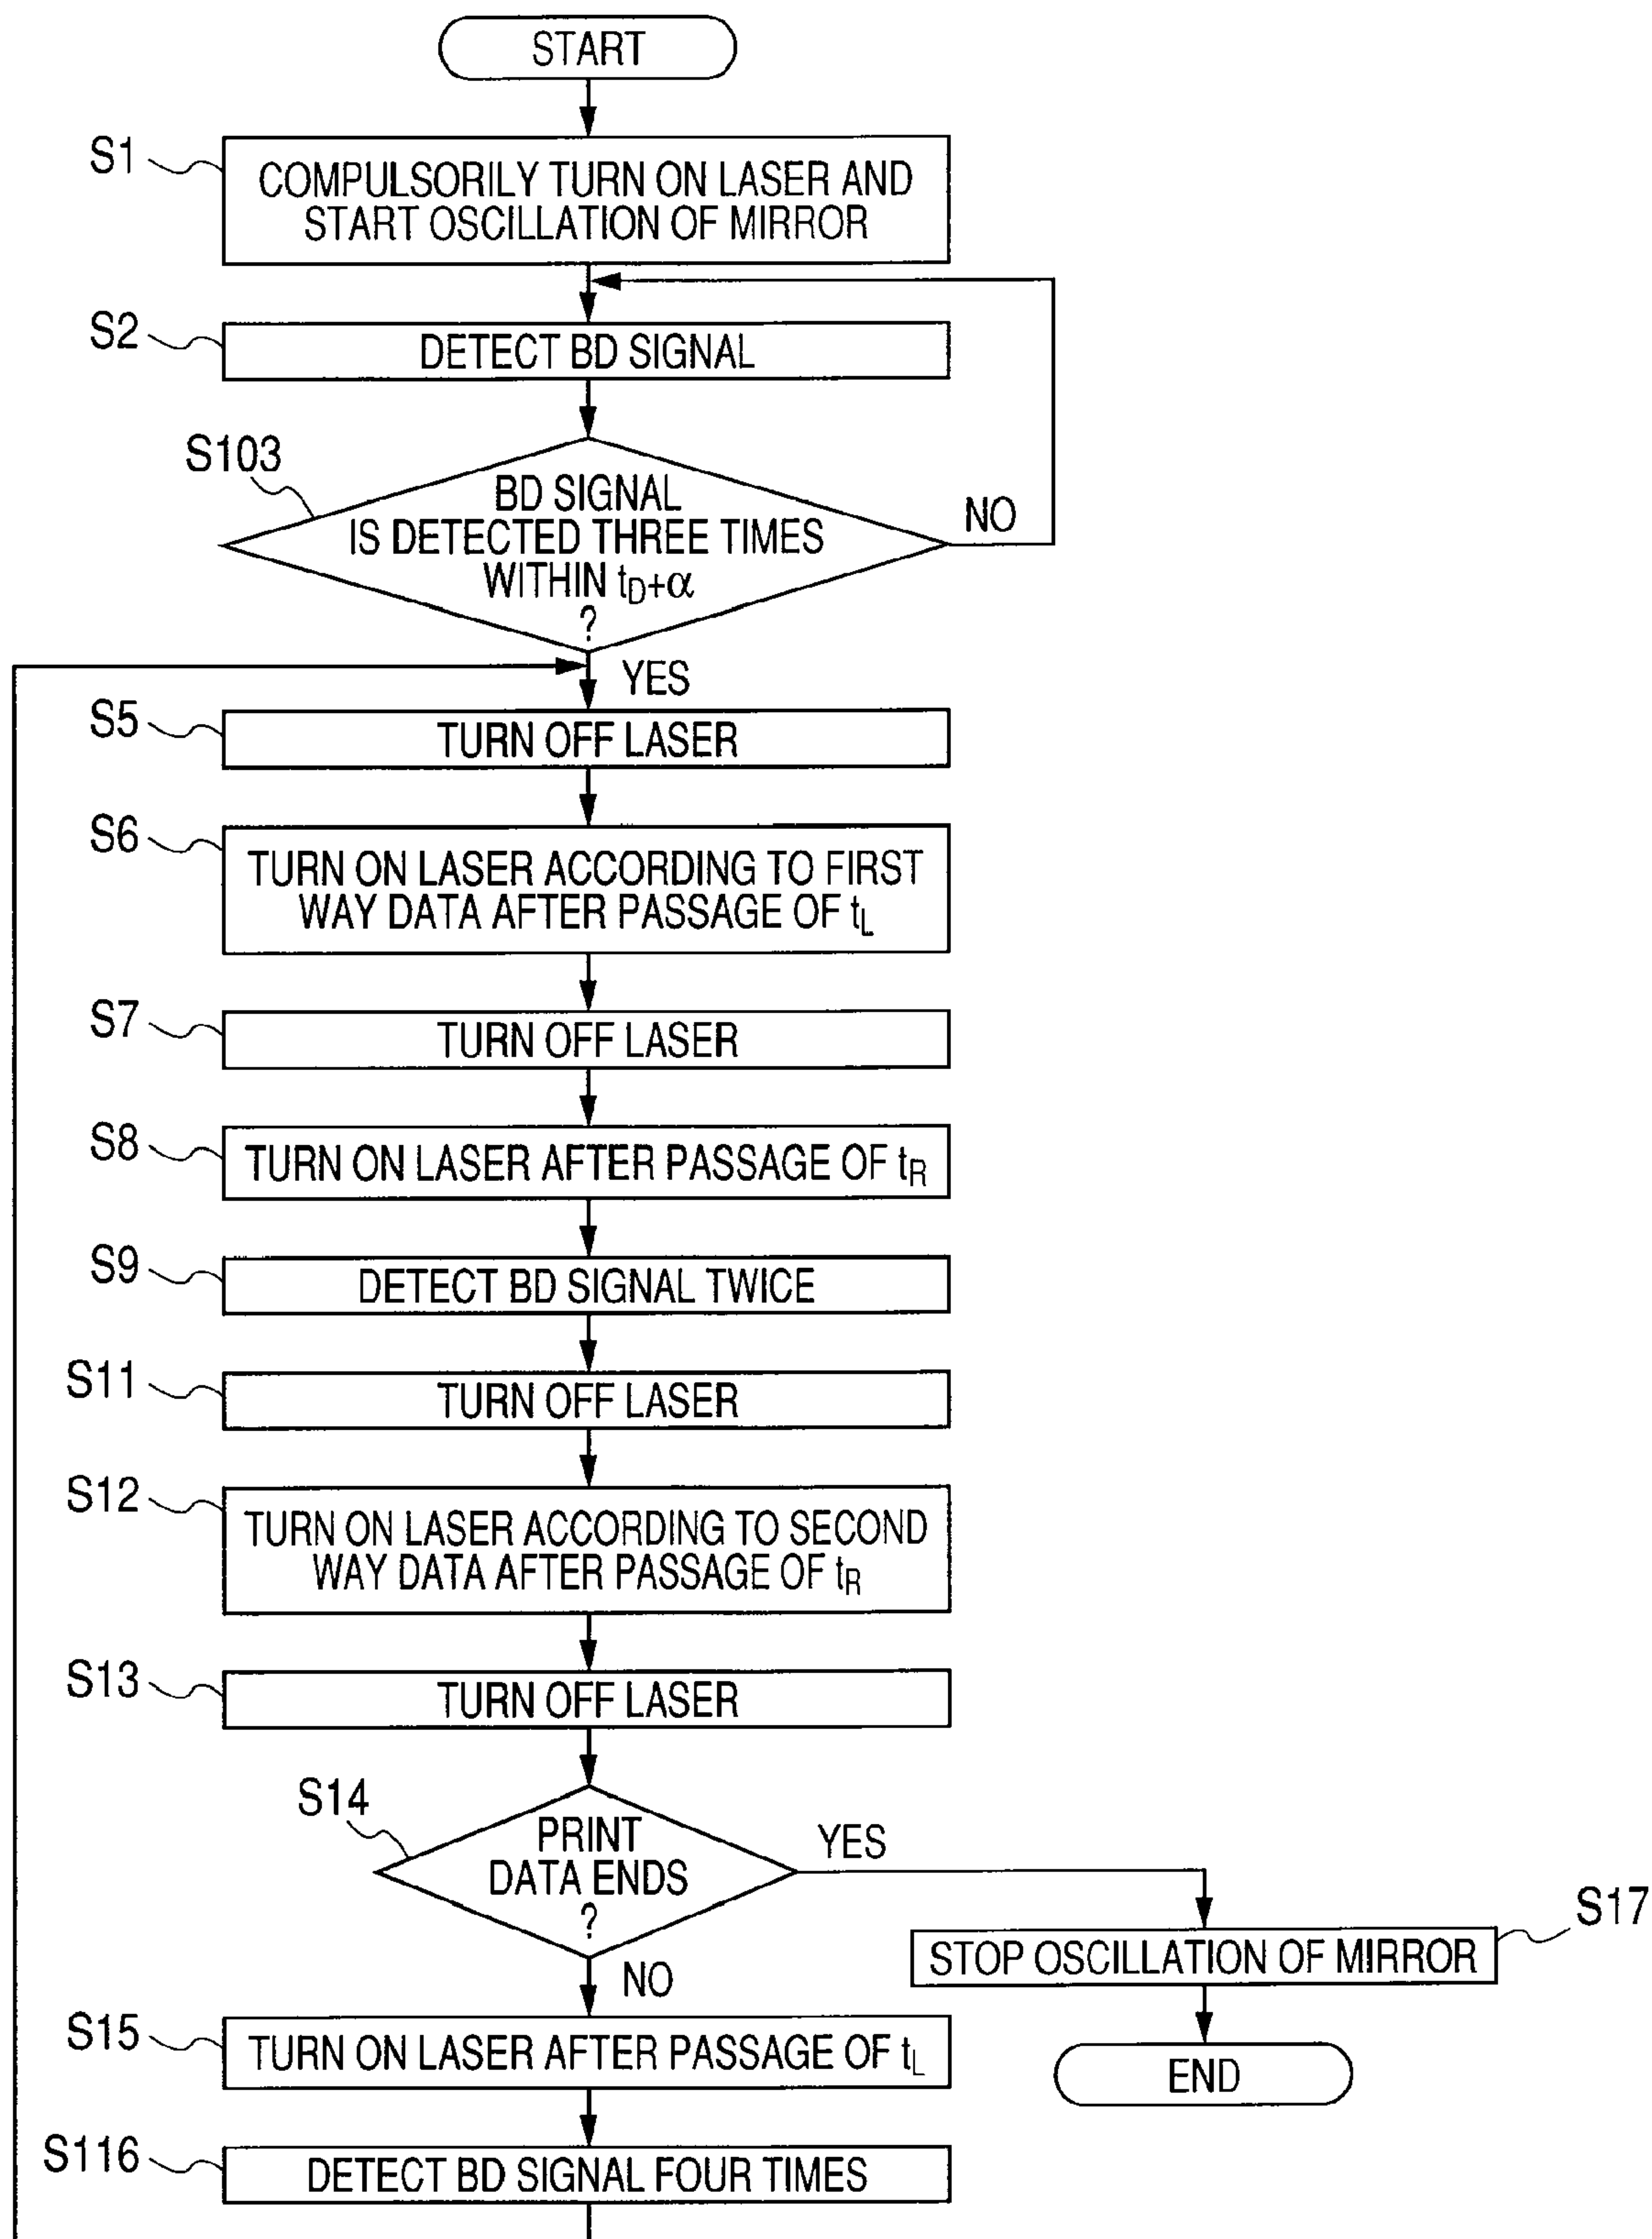 START
S1
COMPULSORILY TURN ON LASER AND
START OSCILLATION OF MIRROR
S2
DETECT BD SIGNAL
S103
BD SIGNAL
IS DETECTED THREE TIMES
WITHIN tD+α
?
NO
YES
S5
TURN OFF LASER
S6
TURN ON LASER ACCORDING TO FIRST
WAY DATA AFTER PASSAGE OF tL
S7
TURN OFF LASER
S8
TURN ON LASER AFTER PASSAGE OF tR
S9
DETECT BD SIGNAL TWICE
S11
TURN OFF LASER
S12
TURN ON LASER ACCORDING TO SECOND
WAY DATA AFTER PASSAGE OF tR
S13
TURN OFF LASER
S14
PRINT
DATA ENDS
?
YES
S17
STOP OSCILLATION OF MIRROR
END
NO
S15
TURN ON LASER AFTER PASSAGE OF tL
S116
DETECT BD SIGNAL FOUR TIMES